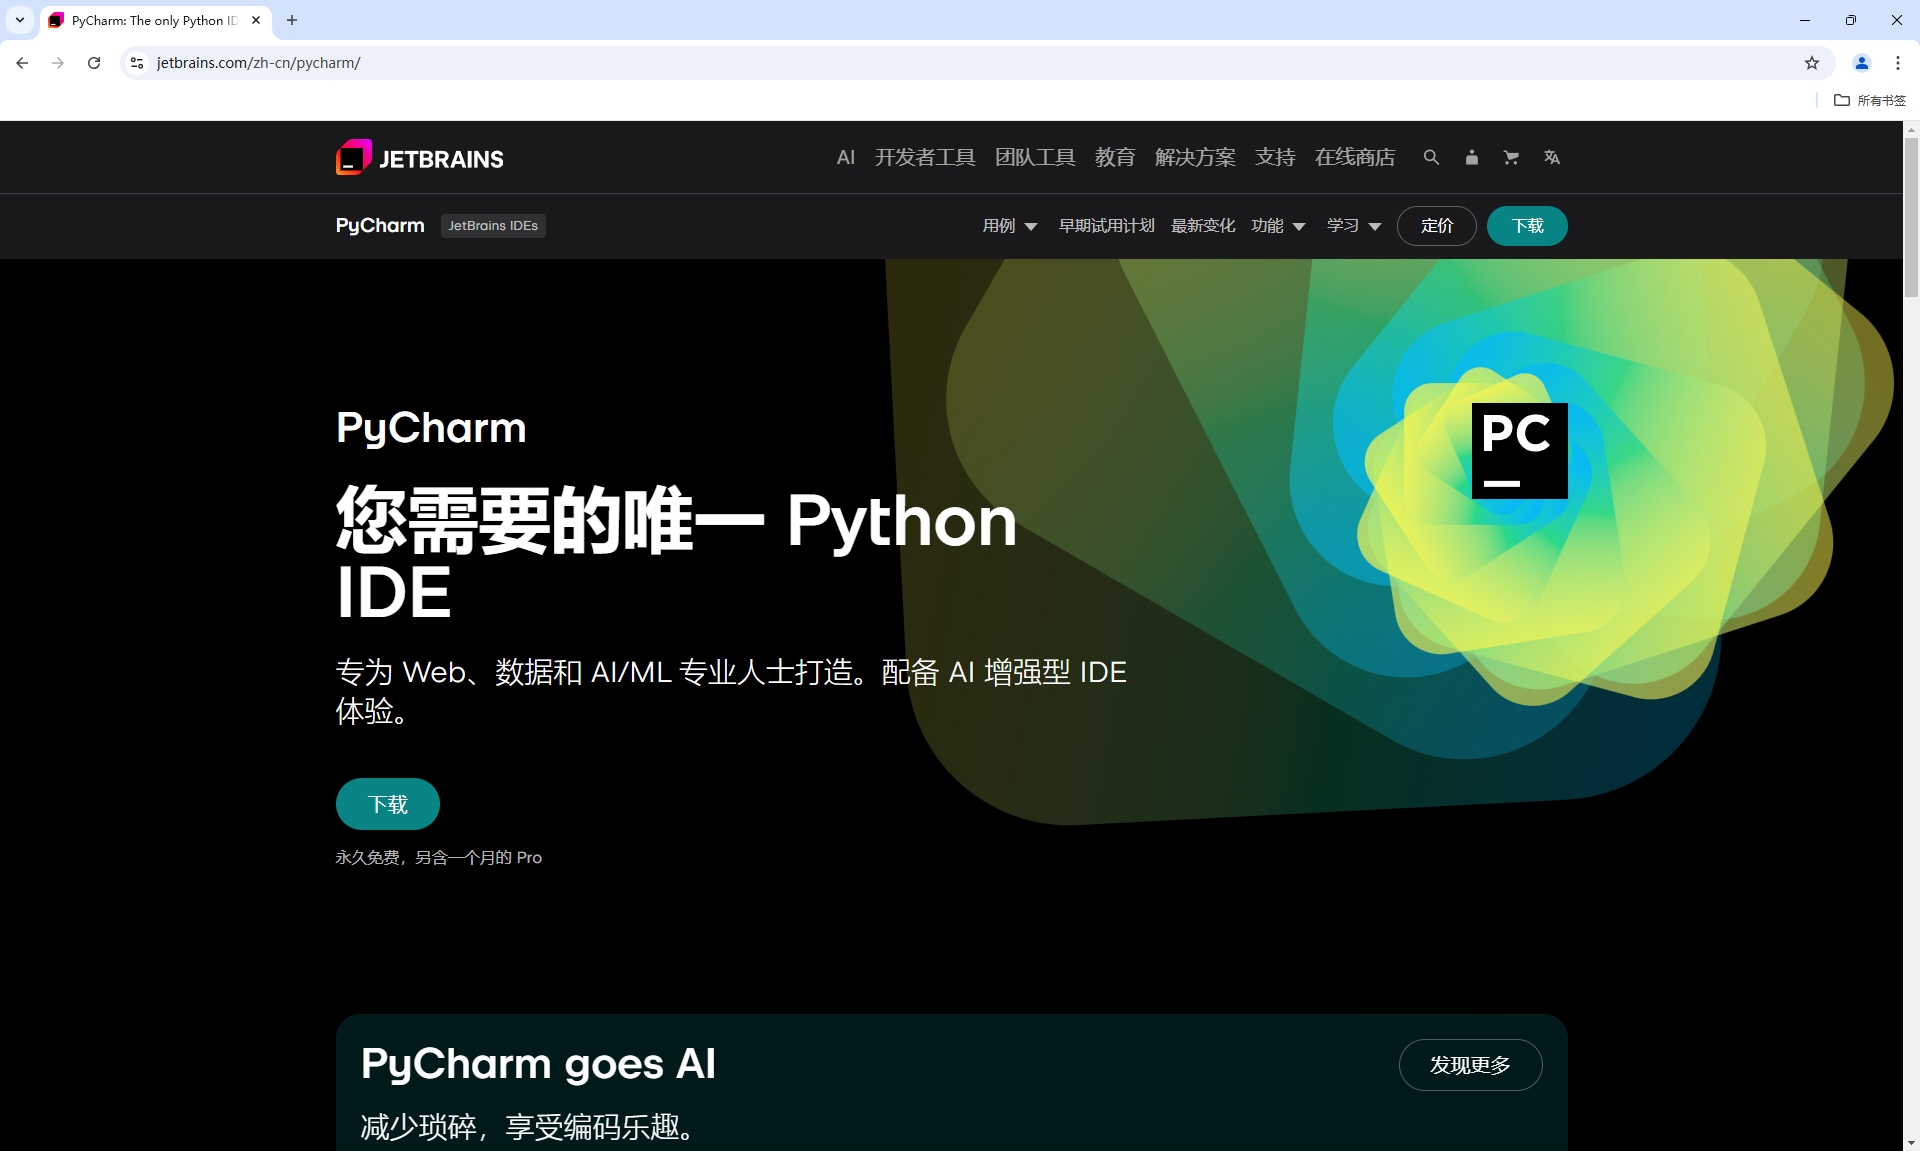 PyCharm: The only Python ID
jetbrains.com/zh-cn/pycharm/
所有书签
JETBRAINS
AI 开发者工具 团队工具 教育 解决方案 支持 在线商店
PyCharm JetBrains IDEs
用例 早期试用计划 最新变化 功能 学习 定价 下载
PC
PyCharm
您需要的唯一 Python
IDE
专为 Web、数据和 AI/ML 专业人士打造。配备 AI 增强型 IDE
体验。
下载
永久免费，另含一个月的 Pro
PyCharm goes AI
发现更多
减少琐碎，享受编码乐趣。